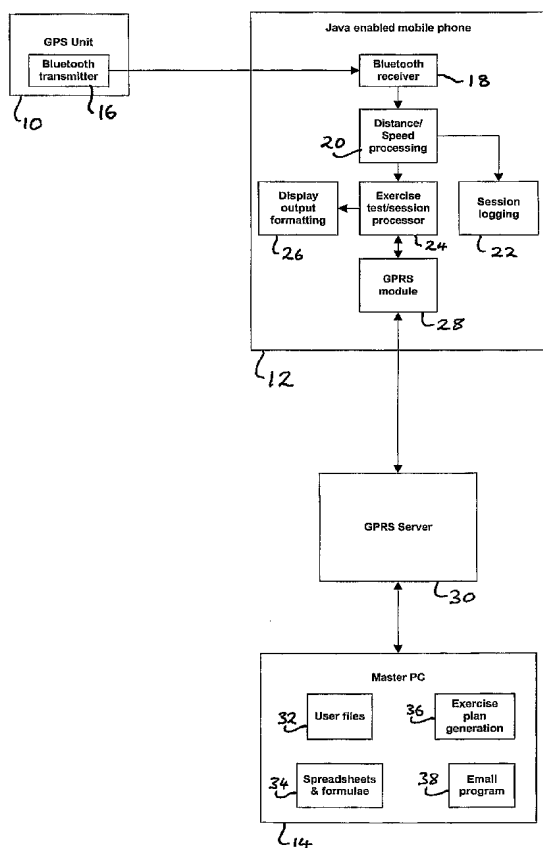 GPS Unit
Bluetooth
transmitter
16
10
Java enabled mobile phone
Bluetooth
receiver
18
Distance/
Speed
processing
20
Display
output
formatting
26
Exercise
test/session
processor
24
Session
logging
22
GPRS
module
28
12
GPRS Server
30
Master PC
32
User files
36
Exercise
plan
generation
34
Spreadsheets
& formulae
38
Email
program
14